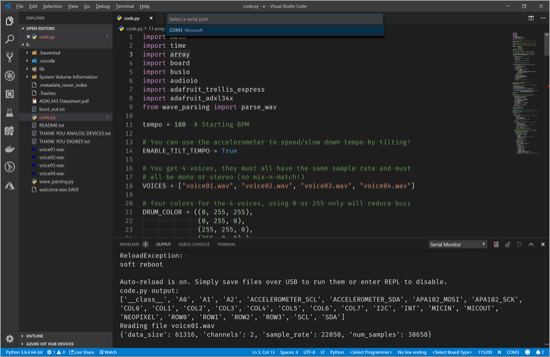 File Edit Selection View Go Debug Terminal Help
code.py - e: - Visual Studio Code
EXPLORER
OPEN EDITORS
code.py E:\
E:\
.fseventsd
.vscode
lib
System Volume Information
.metadata_never_index
.Trashes
ADXL343 Datasheet.pdf
boot_out.txt
code.py
README.txt
THANK YOU ANALOG DEVICES.txt
THANK YOU DIGIKEY.txt
voice01.wav
voice02.wav
voice03.wav
voice04.wav
wave_parsing.py
welcome.wav.EAVE
OUTLINE
AZURE IOT HUB DEVICES
code.py
Select a serial port
COM3 Microsoft
import time
import array
import board
import busio
import audioio
import adafruit_trellis_express
import adafruit_adxl34x
from wave_parsing import parse_wav
tempo = 180 # Starting BPM
# You can use the accelerometer to speed/slow down tempo by tilting!
ENABLE_TILT_TEMPO = True
# You get 4 voices, they must all have the same sample rate and must
# all be mono or stereo (no mix-n-match!)
VOICES = ["voice01.wav", "voice02.wav", "voice03.wav", "voice04.wav"]
# four colors for the 4 voices, using 0 or 255 only will reduce buzz
DRUM_COLOR = ((0, 255, 255),
(0, 255, 0),
(255, 255, 0),
PROBLEMS OUTPUT DEBUG CONSOLE TERMINAL
Serial Monitor
ReloadException:
soft reboot
Auto-reload is on. Simply save files over USB to run them or enter REPL to disable.
code.py output:
['__class__', 'A0', 'A1', 'A2', 'ACCELEROMETER_SCL', 'ACCELEROMETER_SDA', 'APA102_MOSI', 'APA102_SCK',
'COL0', 'COL1', 'COL2', 'COL3', 'COL4', 'COL5', 'COL6', 'COL7', 'I2C', 'INT', 'MICIN', 'MICOUT',
'NEOPIXEL', 'ROW0', 'ROW1', 'ROW2', 'ROW3', 'SCL', 'SDA']
Reading file voice01.wav
{'data_size': 61316, 'channels': 2, 'sample_rate': 22050, 'num_samples': 30658}
Python 3.6.4 64-bit Live Share Watch Ln 3, Col 13 Spaces: 4 UTF-8 LF Python <Select Programmer> No line ending <Select Board Type> 115200 COM3